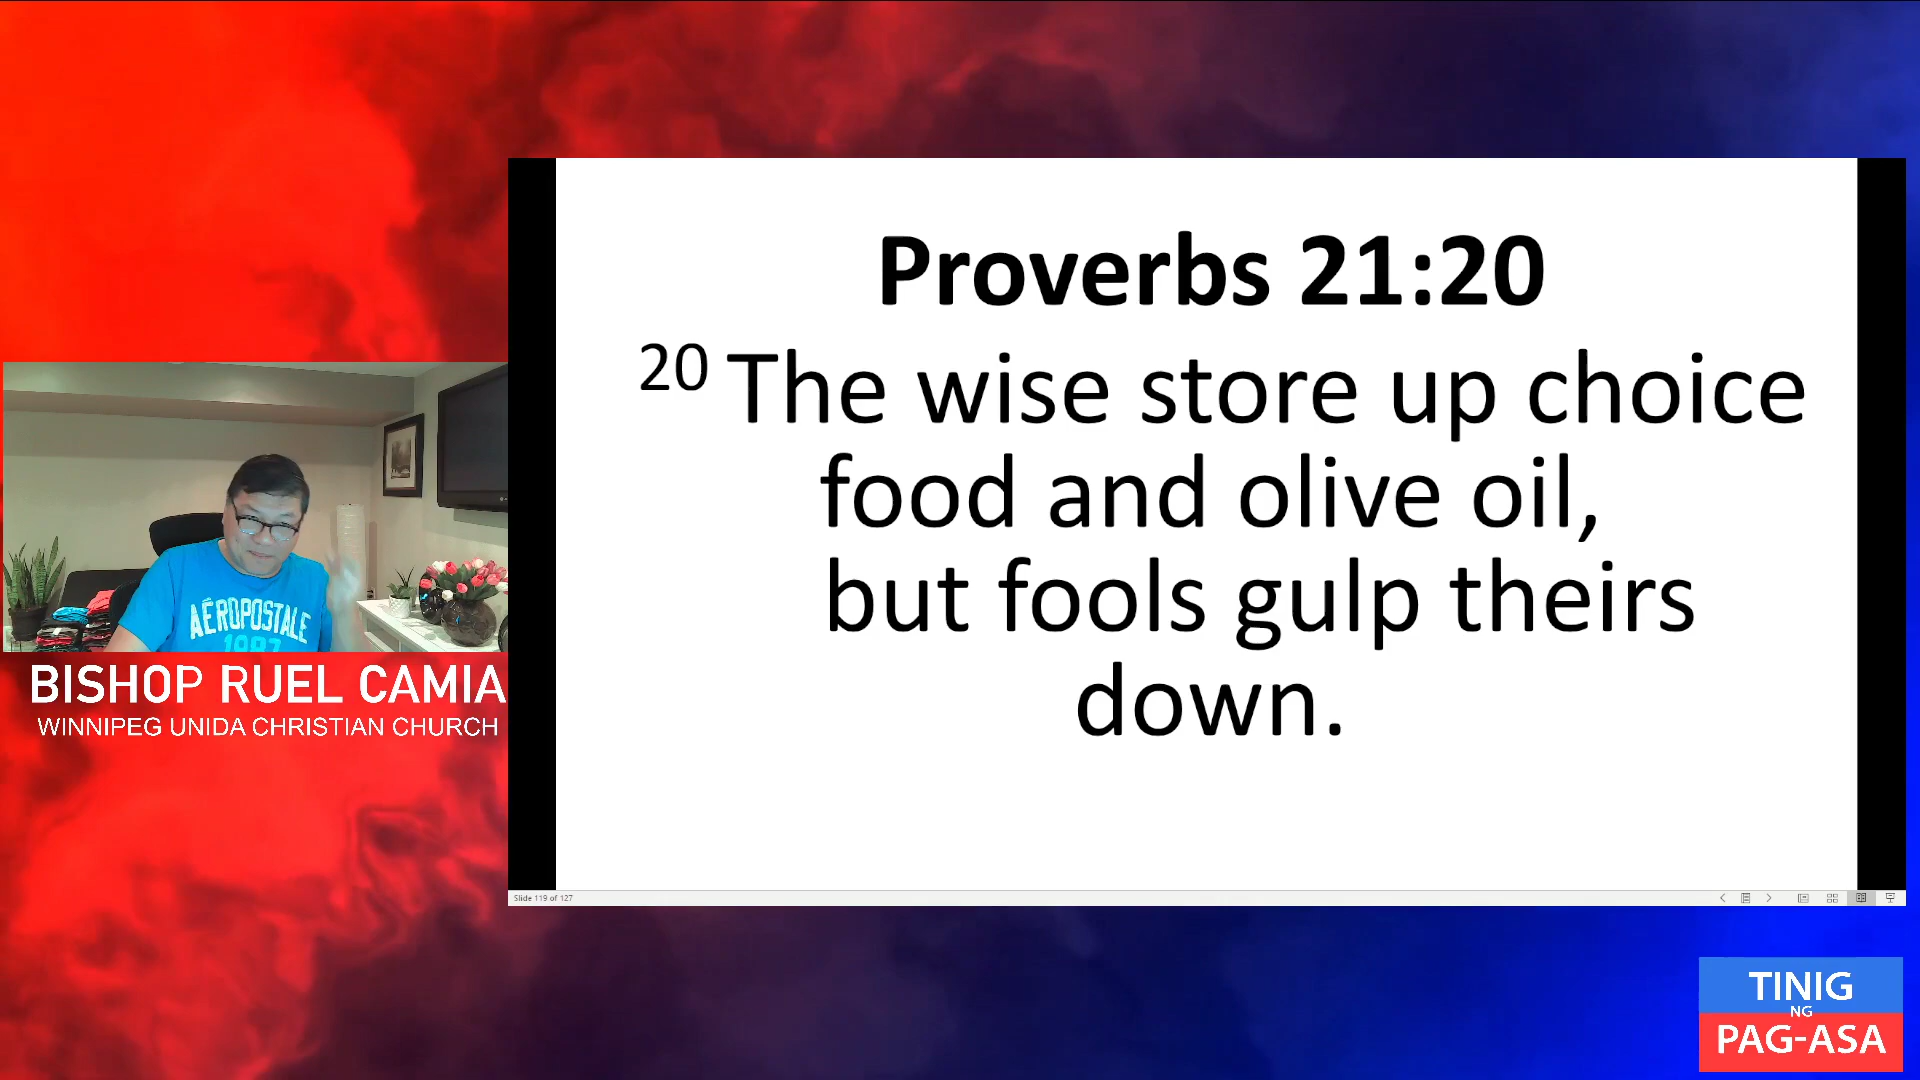 Proverbs 21:20
20 The wise store up choice
food and olive oil,
but fools gulp theirs
down.
AÉROPOSTALE
1987
BISHOP RUEL CAMIA
WINNIPEG UNIDA CHRISTIAN CHURCH
Slide 119 of 127
TINIG
NG
PAG-ASA